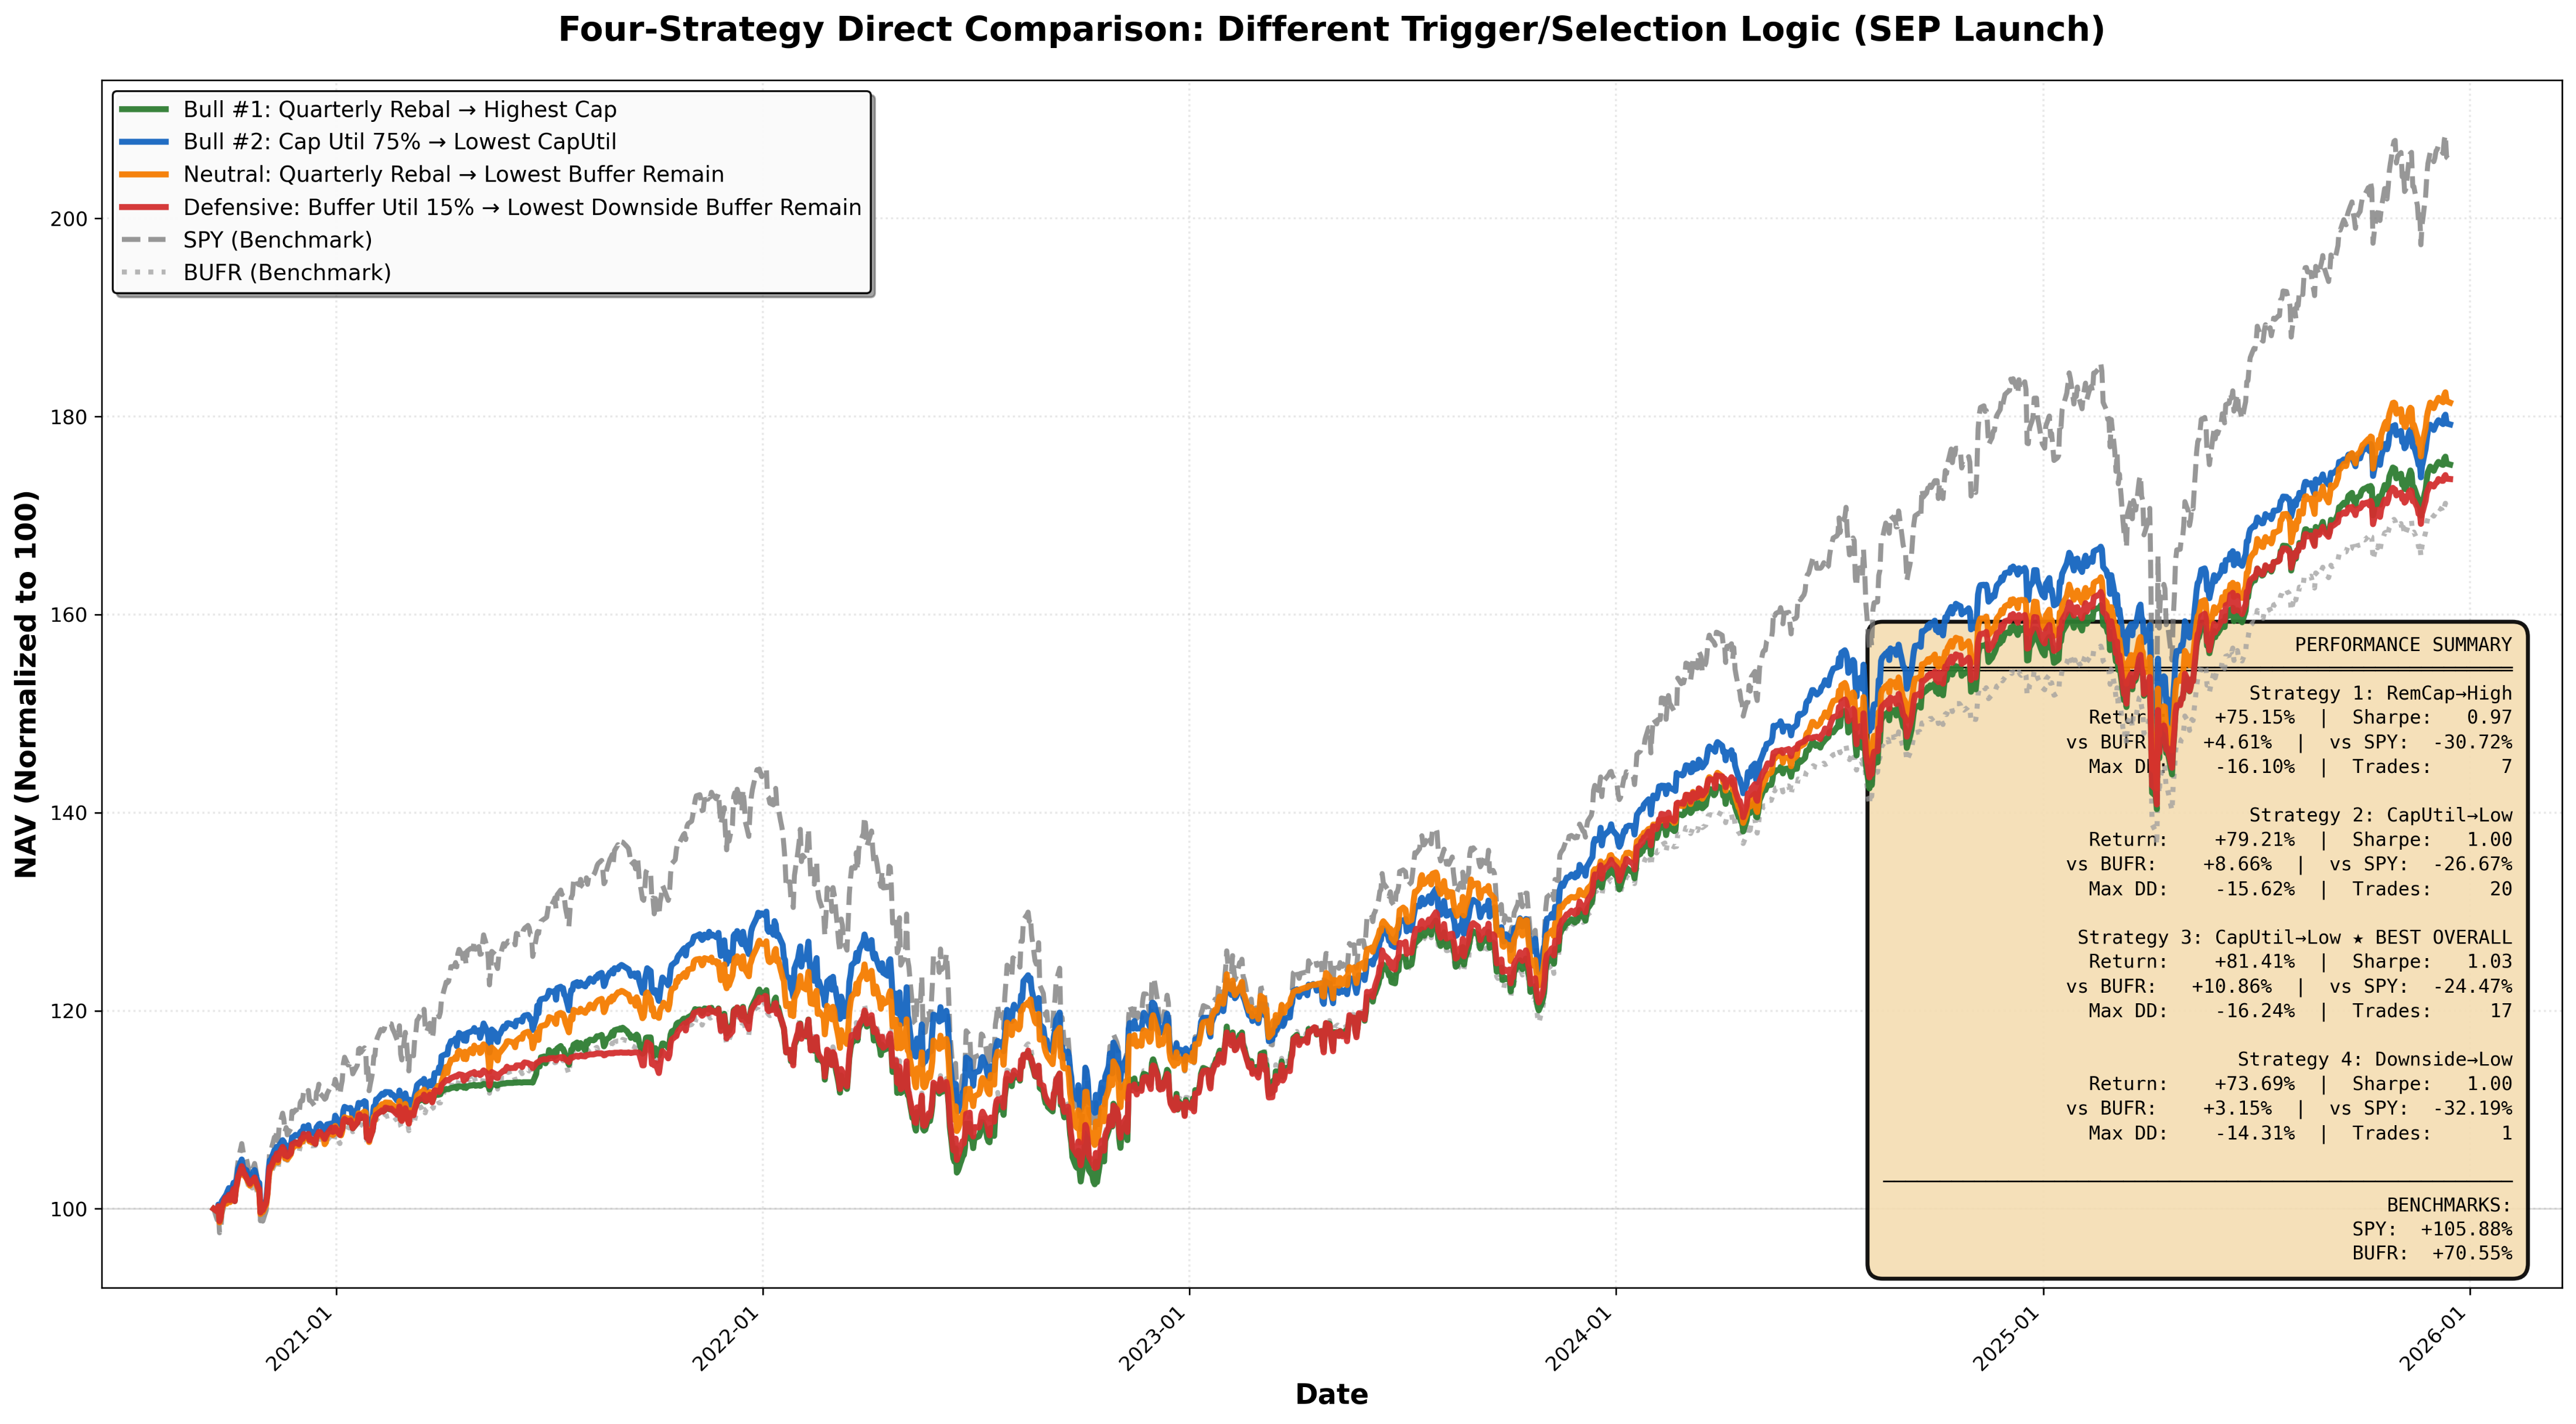 Four-Strategy Direct Comparison: Different Trigger/Selection Logic (SEP Launch)
Bull #1: Quarterly Rebal → Highest Cap
Bull #2: Cap Util 75% → Lowest CapUtil
Neutral: Quarterly Rebal → Lowest Buffer Remain
Defensive: Buffer Util 15% → Lowest Downside Buffer Remain
SPY (Benchmark)
BUFR (Benchmark)
NAV (Normalized to 100)
200
180
160
140
120
100
PERFORMANCE SUMMARY
Strategy 1: RemCap→High
Return: +75.15% | Sharpe: 0.97
vs BUFR: +4.61% | vs SPY: -30.72%
Max DD: -16.10% | Trades: 7
Strategy 2: CapUtil→Low
Return: +79.21% | Sharpe: 1.00
vs BUFR: +8.66% | vs SPY: -26.67%
Max DD: -15.62% | Trades: 20
Strategy 3: CapUtil→Low ★ BEST OVERALL
Return: +81.41% | Sharpe: 1.03
vs BUFR: +10.86% | vs SPY: -24.47%
Max DD: -16.24% | Trades: 17
Strategy 4: Downside→Low
Return: +73.69% | Sharpe: 1.00
vs BUFR: +3.15% | vs SPY: -32.19%
Max DD: -14.31% | Trades: 1
BENCHMARKS:
SPY: +105.88%
BUFR: +70.55%
2021-01
2022-01
2023-01
2024-01
2025-01
2026-01
Date